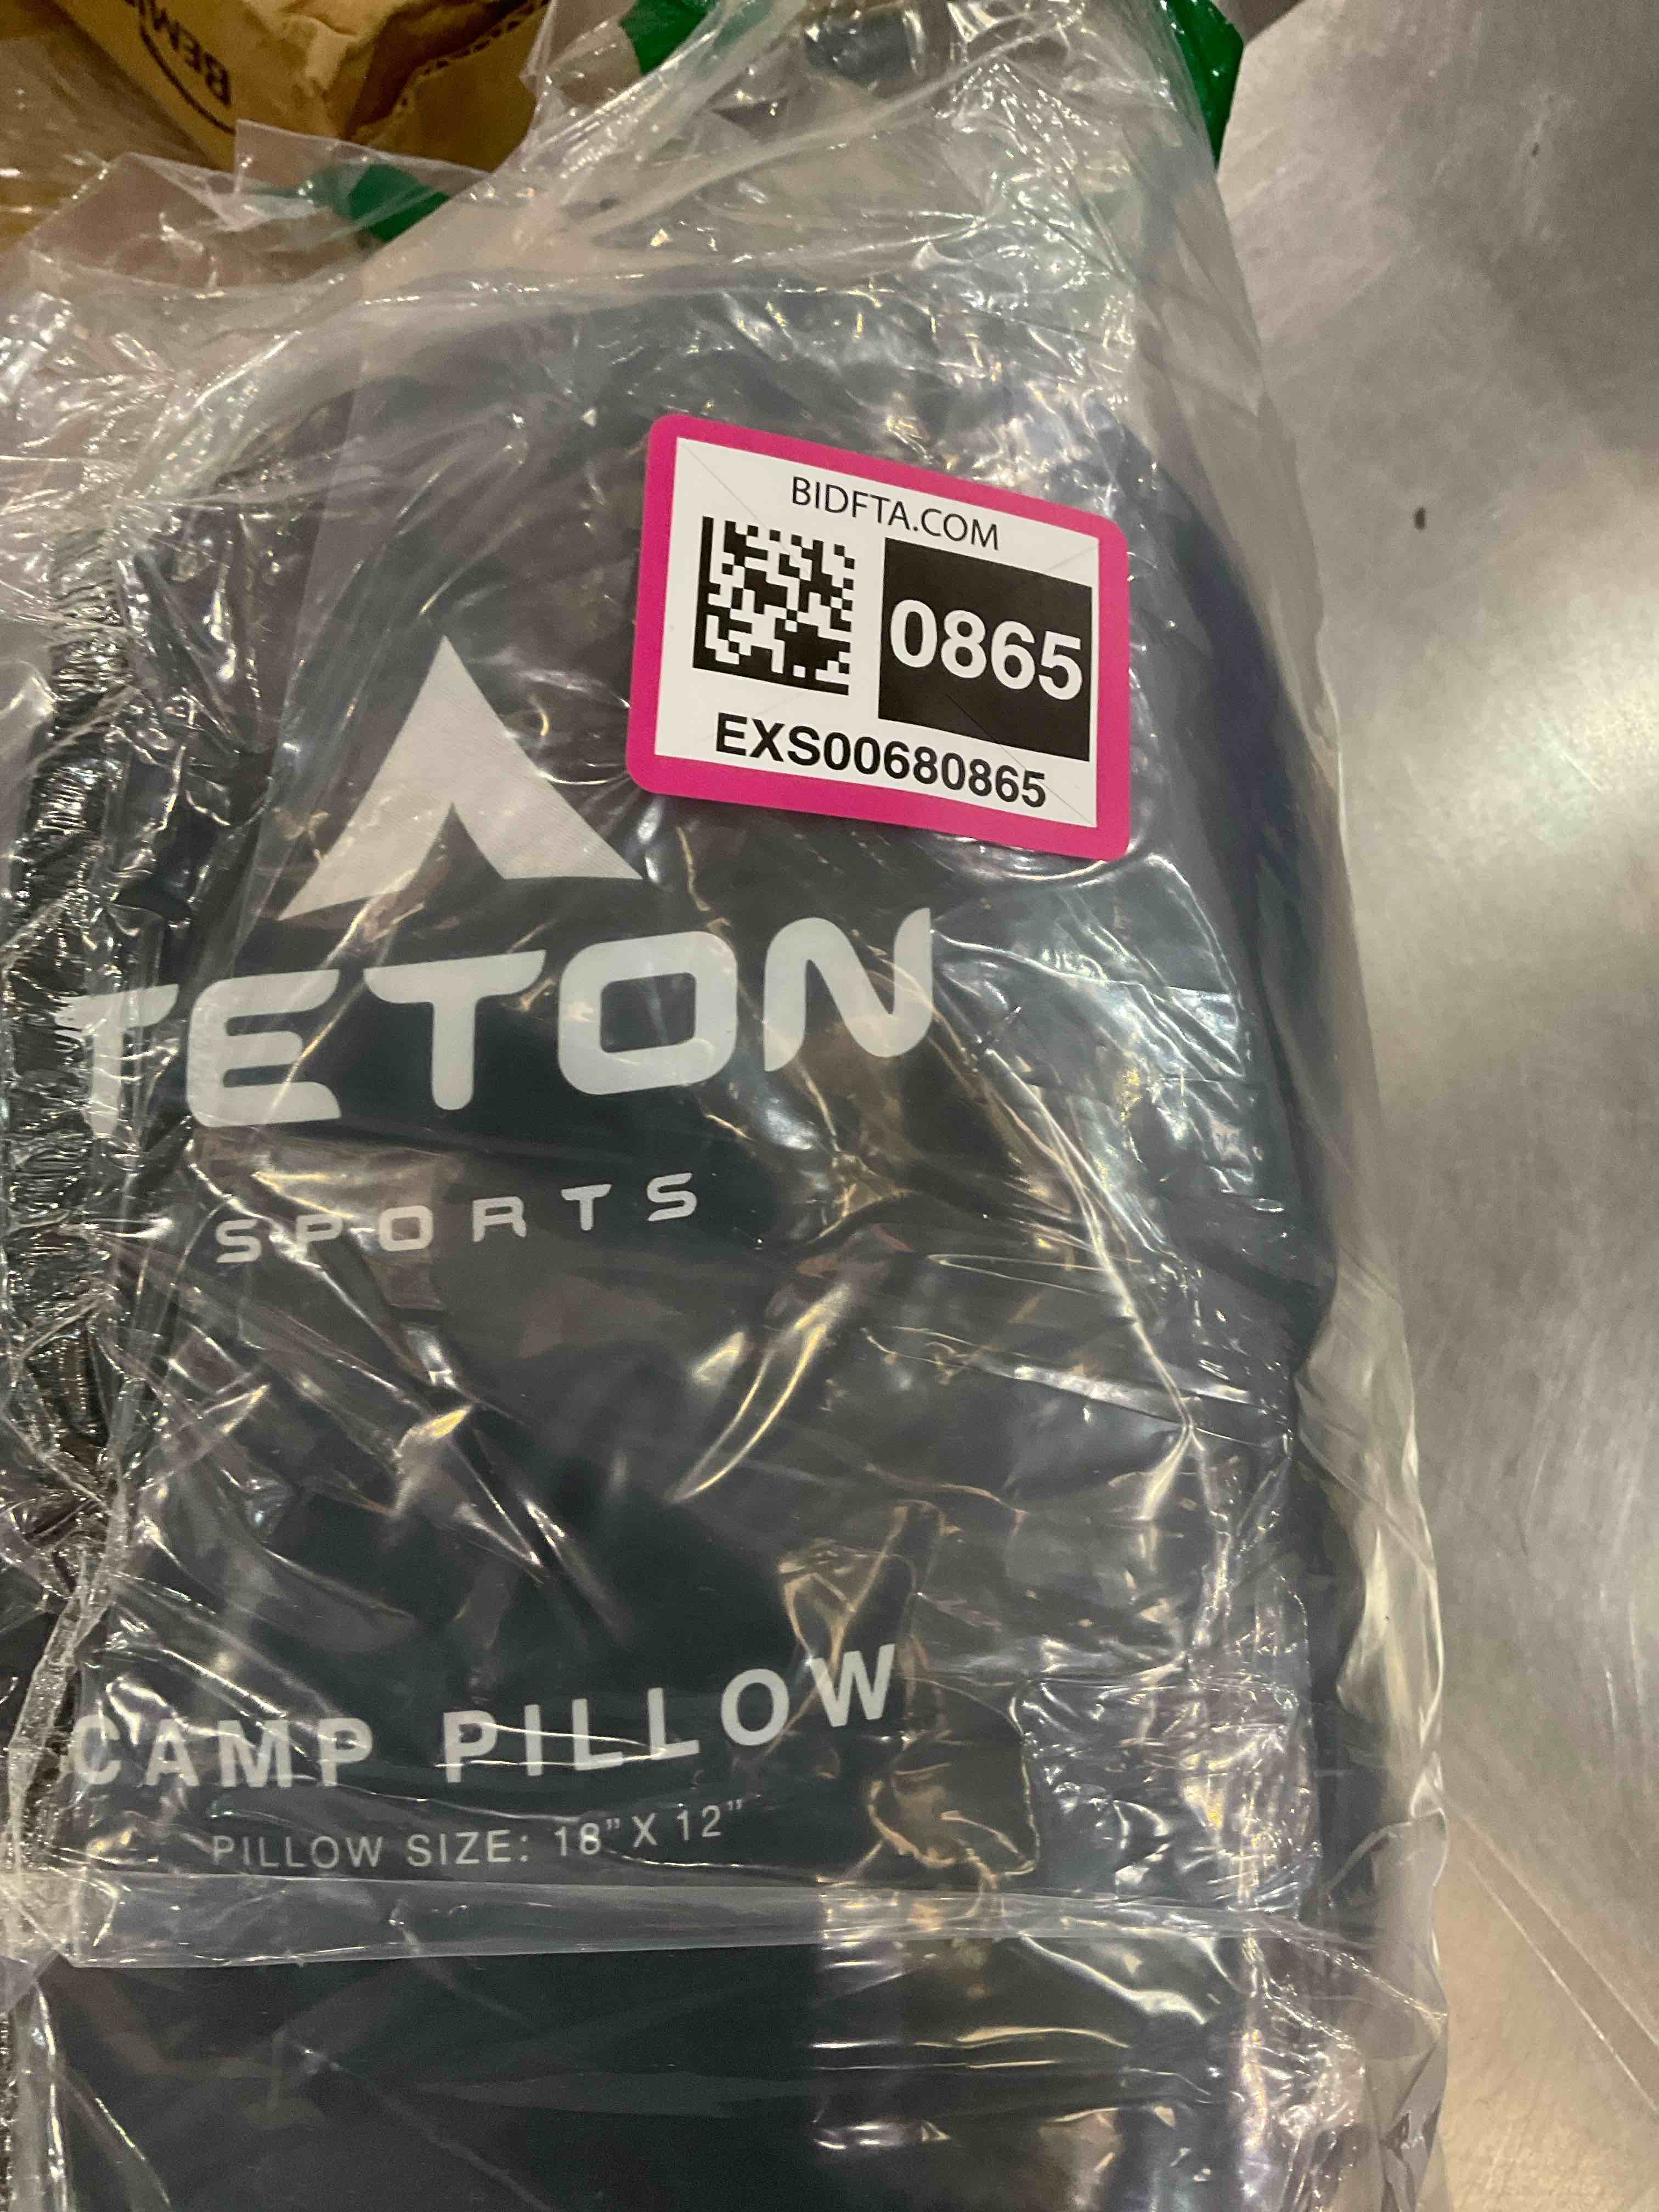 BIDFTA.COM
0865
EXS00680865
TETON
SPORTS
CAMP PILLOW
PILLOW SIZE: 18” X 12”